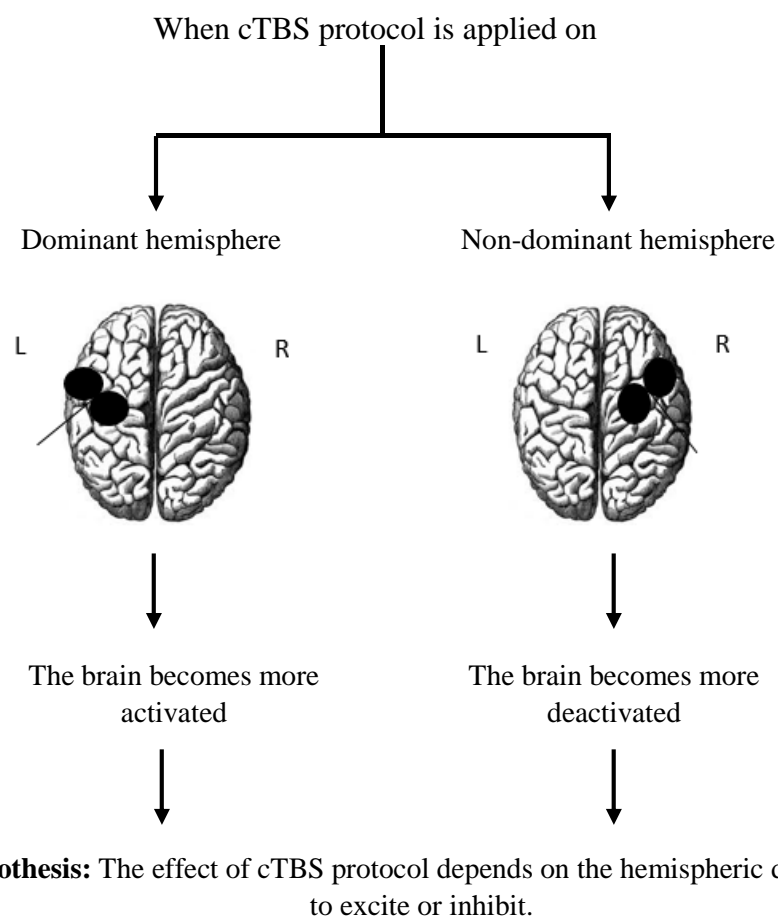 When cTBS protocol is applied on
Dominant hemisphere
Non-dominant hemisphere
L
R
L
R
The brain becomes more
activated
The brain becomes more
deactivated
The effect of cTBS protocol depends on the hemispheric
to excite or inhibit.